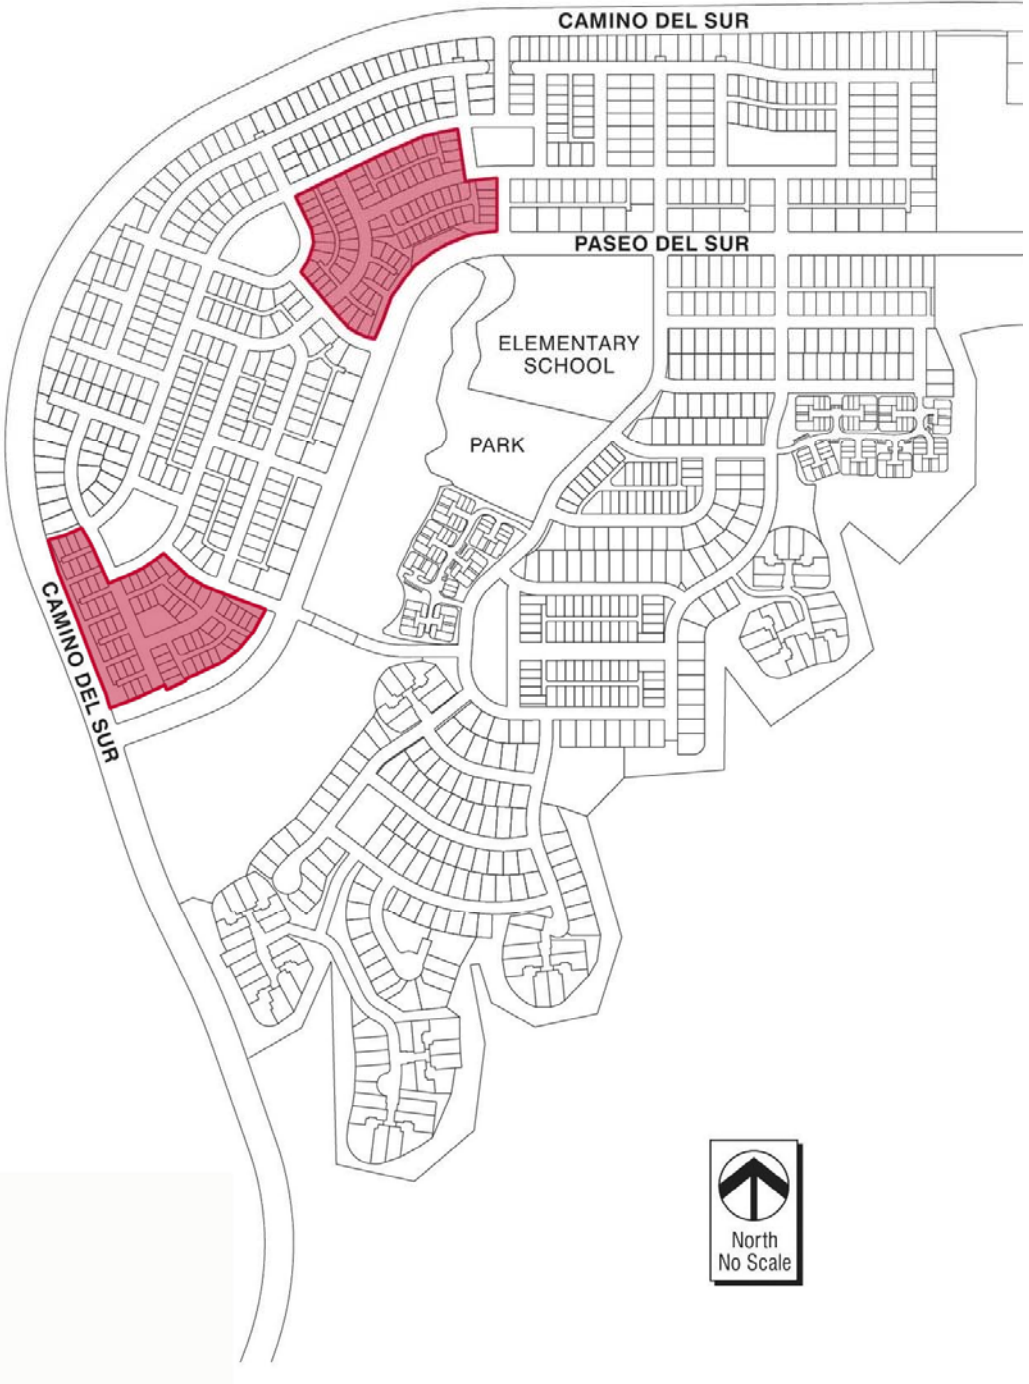 CAMINO DEL SUR
PASEO DEL SUR
ELEMENTARY
SCHOOL
PARK
CAMINO DEL SUR
North
No Scale